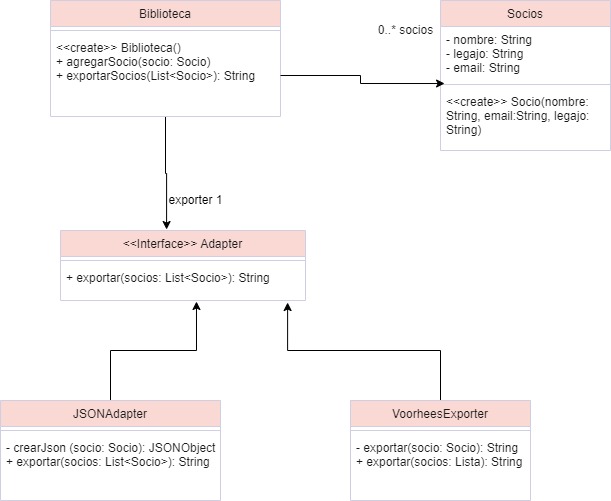 Biblioteca
<<create>> Biblioteca()
+ agregarSocio(socio: Socio)
+ exportarSocios(List<Socio>): String
0..* socios
Socios
- nombre: String
- legajo: String
- email: String
<<create>> Socio(nombre:
String, email:String, legajo:
String)
exporter 1
<<Interface>> Adapter
+ exportar(socios: List<Socio>): String
JSONAdapter
- crearJson (socio: Socio): JSONObject
+ exportar(socios: List<Socio>): String
VoorheesExporter
- exportar(socio: Socio): String
+ exportar(socios: Lista): String